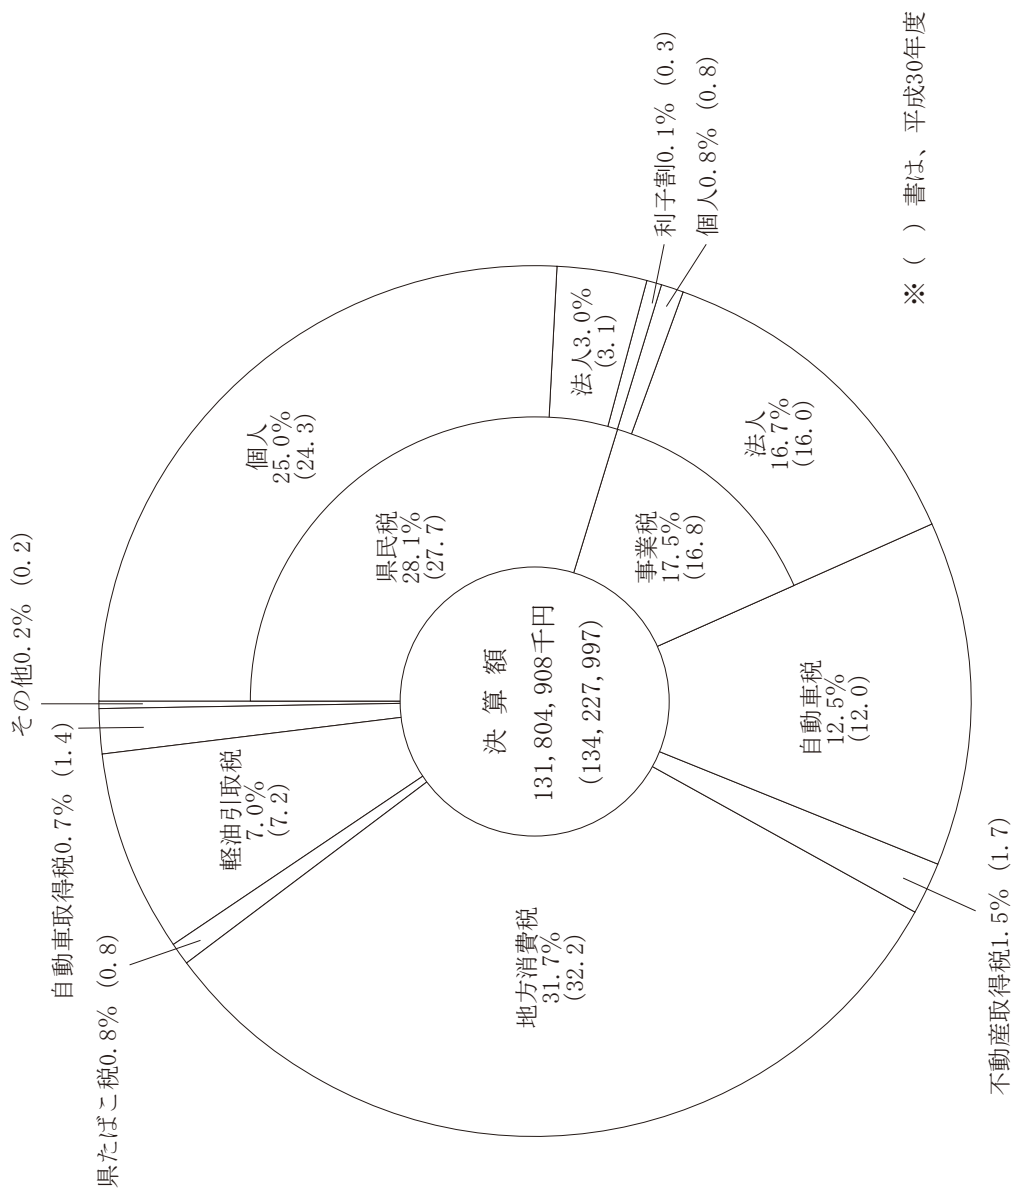 決算額
131,804,908千円
(134,227,997)
県民税
28.1%
(27.7)
個人
25.0%
(24.3)
法人3.0%
(3.1)
利子割0.1% (0.3)
事業税
17.5%
(16.8)
個人0.8% (0.8)
法人
16.7%
(16.0)
自動車税
12.5%
(12.0)
不動産取得税1.5% (1.7)
地方消費税
31.7%
(32.2)
県たばこ税0.8% (0.8)
軽油引取税
7.0%
(7.2)
自動車取得税0.7% (1.4)
その他0.2% (0.2)
※( )書は、平成30年度